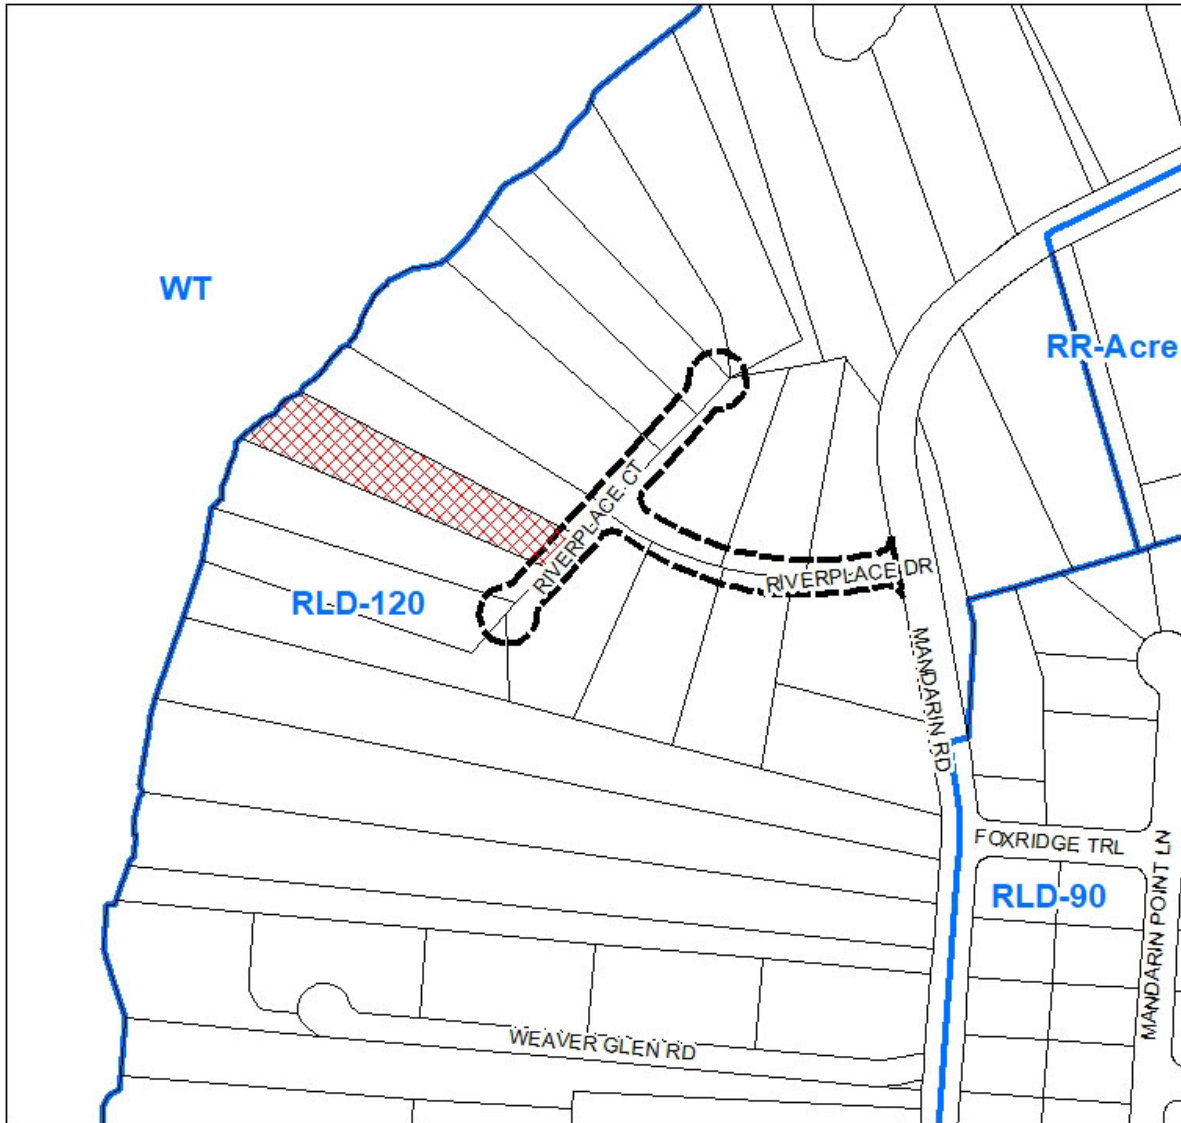 WT
RR-Acre
RIVERPLACE CT
RIVERPLACE DR
RLD-120
MANDARIN RD
FOXRIDGE TRL
RLD-90
MANDARIN POINT LN
WEAVER GLEN RD